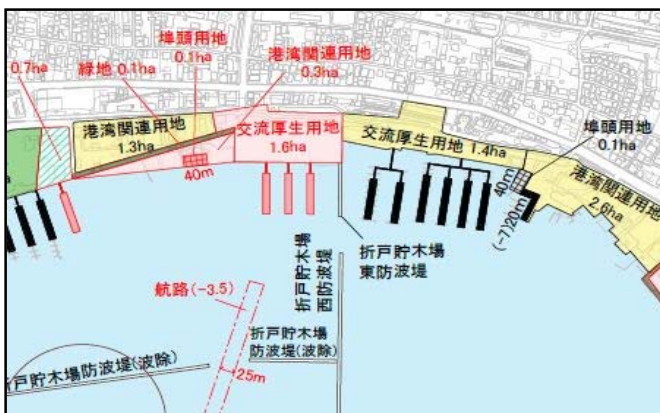 埠頭用地
0.1ha
港湾関連用地
0.3ha
緑地 0.1ha
0.7ha
港湾関連用地
1.3ha
交流厚生用地
1.6ha
40m
交流厚生用地 1.4ha
埠頭用地
0.1ha
40m
(-7)20m
港湾関連用地
2.6ha
折戸貯木場
東防波堤
折戸貯木場
西防波堤
航路(-3.5)
折戸貯木場
防波堤(波除)
25m
折戸貯木場防波堤(波除)